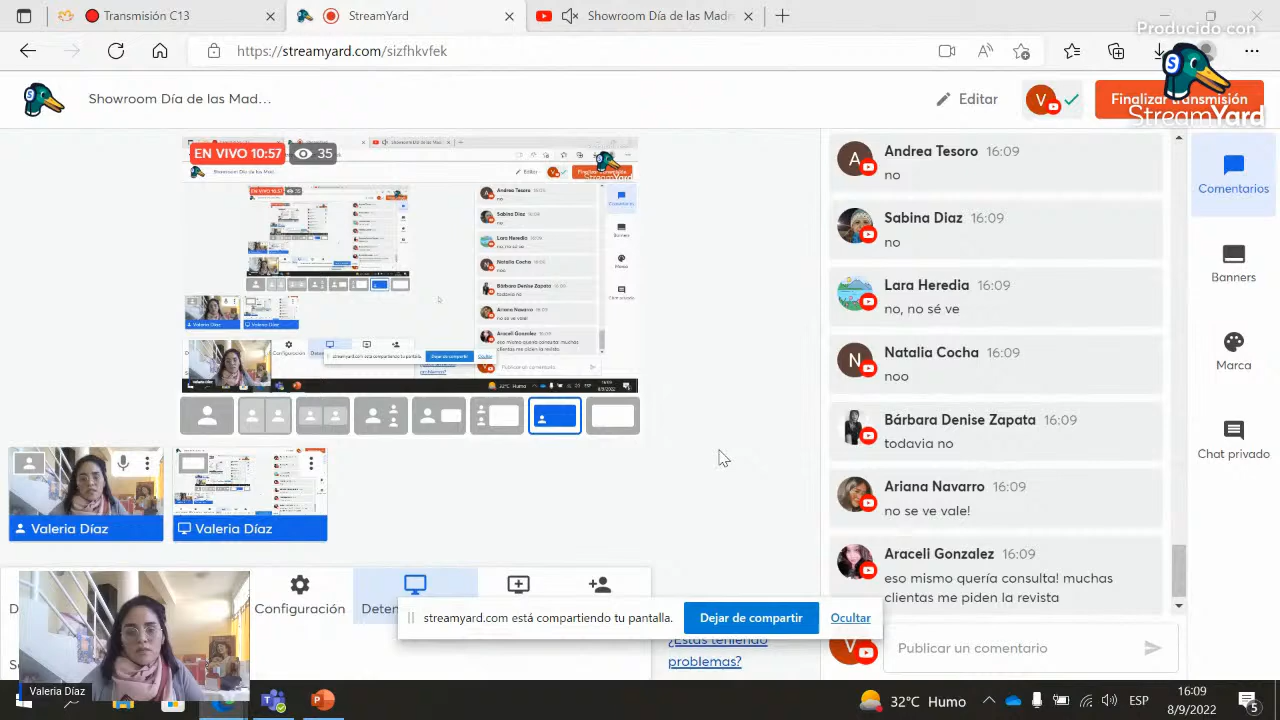 Transmisión C13
StreamYard
Showroom Día de las Mad
https://streamyard.com/sizfhkvfek
Producido con
StreamYard
Showroom Día de las Mad...
Editar
V
Finalizar transmisión
EN VIVO 10:57
35
Andrea Tesoro 16:09
no
Sabina Diaz 16:09
no
Lara Heredia 16:09
no, no sé ve
Natalia Cocha 16:09
noo
Bárbara Denise Zapata 16:09
todavia no
Ariana Navarro 16:09
no se ve vale!
Araceli Gonzalez 16:09
eso mismo quería consulta! muchas
clientas me piden la revista
Publicar un comentario
Comentarios
Banners
Marca
Chat privado
Valeria Díaz
Valeria Díaz
Configuración
Deten
streamyard.com está compartiendo tu pantalla.
Dejar de compartir
Ocultar
¿Estás teniendo
problemas?
Valeria Díaz
32°C Humo
ESP
16:09
8/9/2022
5